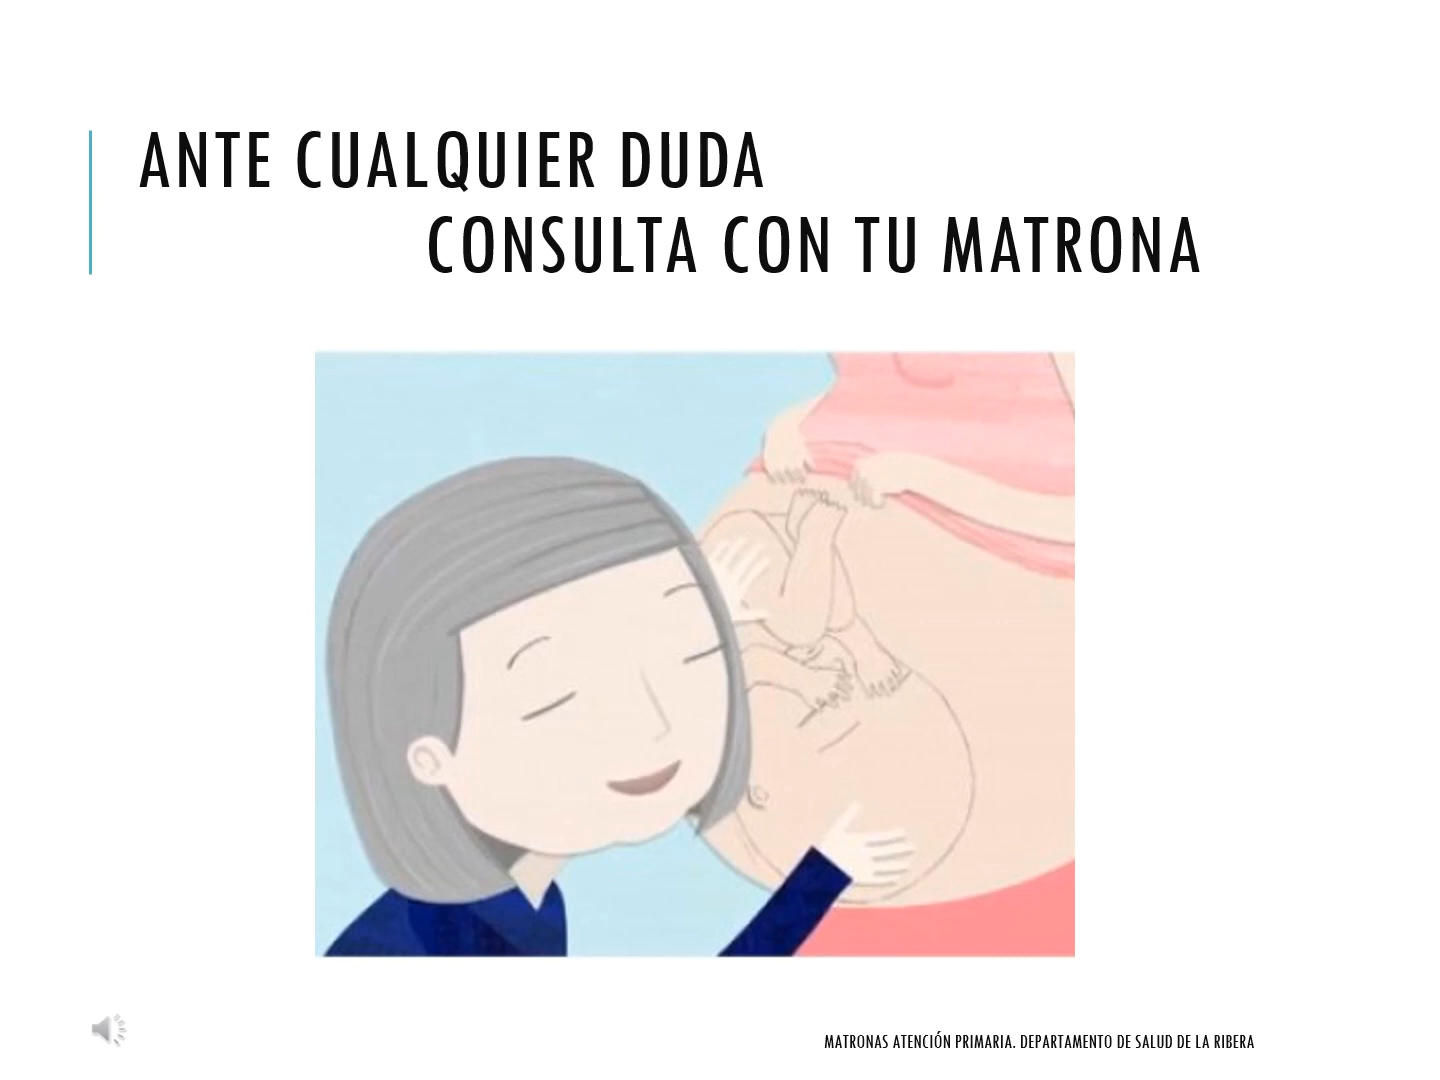 ANTE CUALQUIER DUDA
CONSULTA CON TU MATRONA
MATRONAS ATENCIÓN PRIMARIA. DEPARTAMENTO DE SALUD DE LA RIBERA